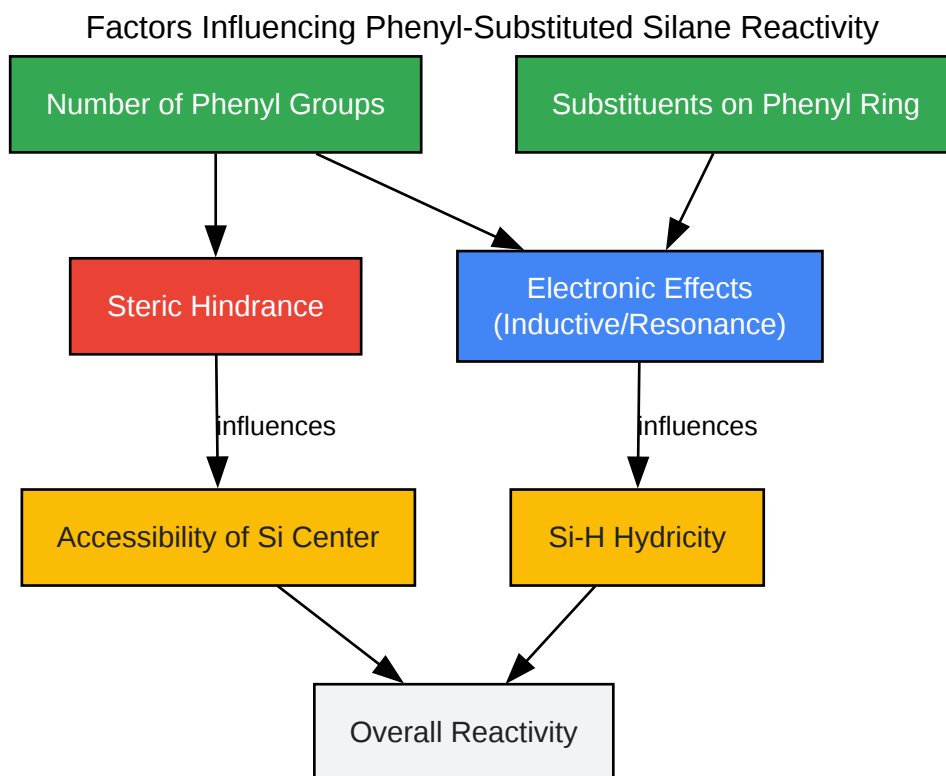 Factors Influencing Phenyl-Substituted Silane Reactivity
Number of Phenyl Groups
Substituents on Phenyl Ring
Steric Hindrance
Electronic Effects
(Inductive/Resonance)
influences
influences
Accessibility of Si Center
Si-H Hydricity
Overall Reactivity